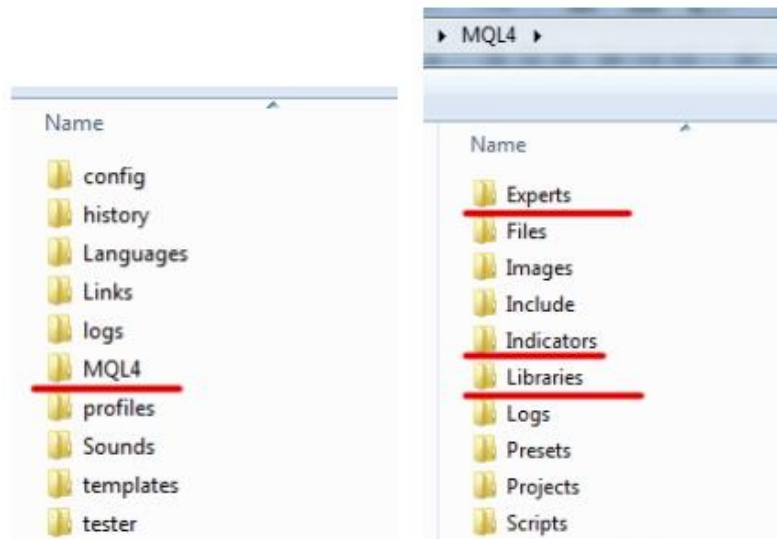 Name
config
history
Languages
Links
logs
MQL4
profiles
Sounds
templates
tester
MQL4
Name
Experts
Files
Images
Include
Indicators
Libraries
Logs
Presets
Projects
Scripts